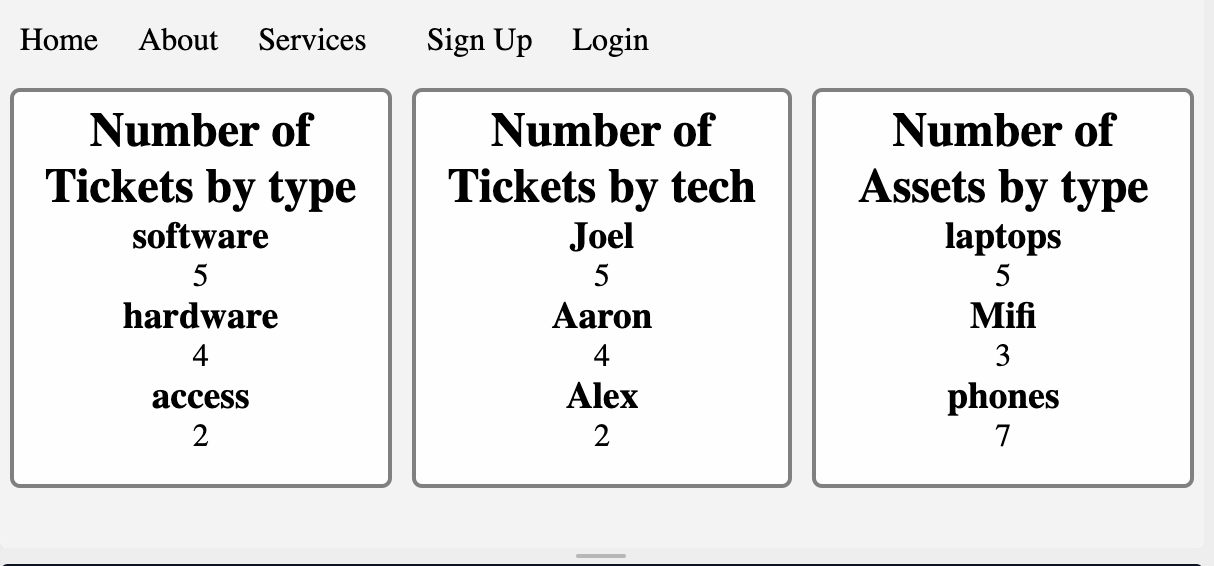 Home About Services Sign Up Login
Number of
Tickets by type
software
5
hardware
4
access
2
Number of
Tickets by tech
Joel
5
Aaron
4
Alex
2
Number of
Assets by type
laptops
5
Mifi
3
phones
7